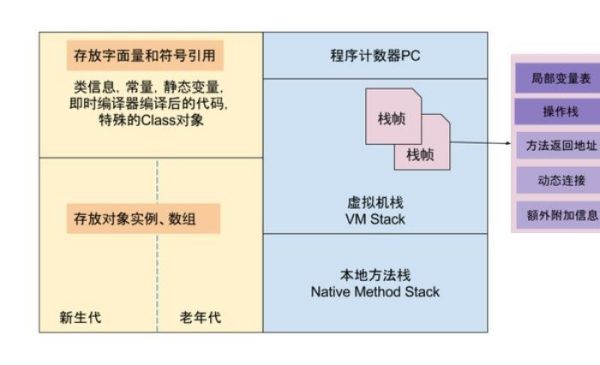 存放字面量和符号引用
类信息, 常量, 静态变量,
即时编译器编译后的代码,
特殊的Class对象
存放对象实例、数组
新生代
老年代
程序计数器PC
栈帧
栈帧
虚拟机栈
VM Stack
本地方法栈
Native Method Stack
局部变量表
操作栈
方法返回地址
动态连接
额外附加信息